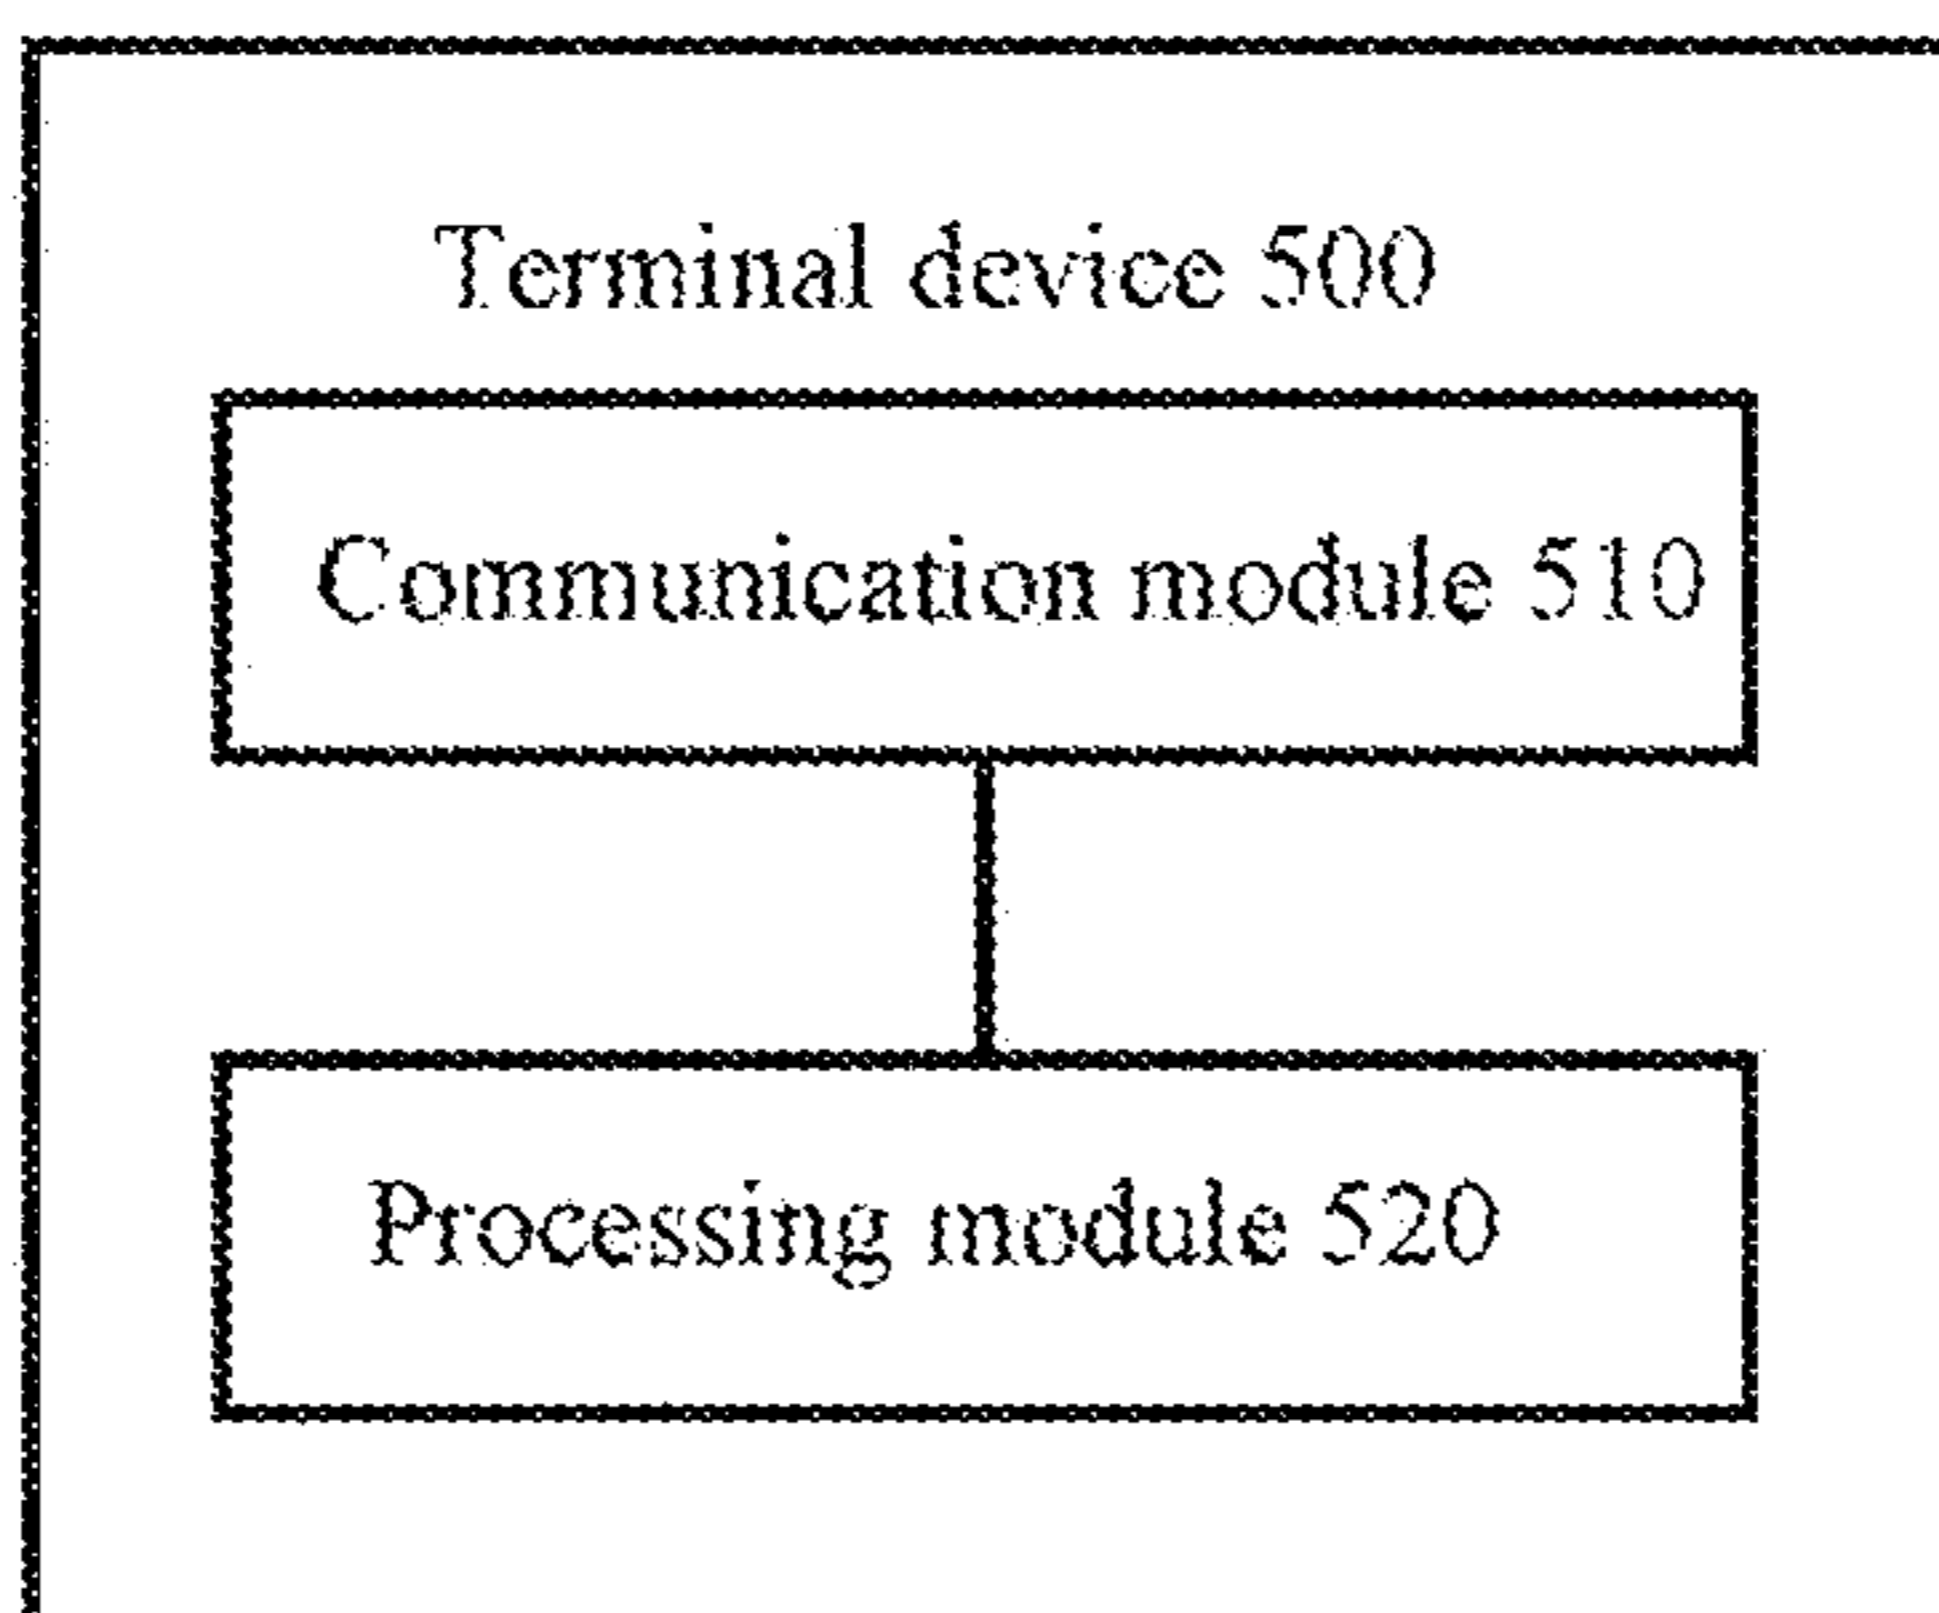 Terminal device 500
Communication module 510
Processing module 520